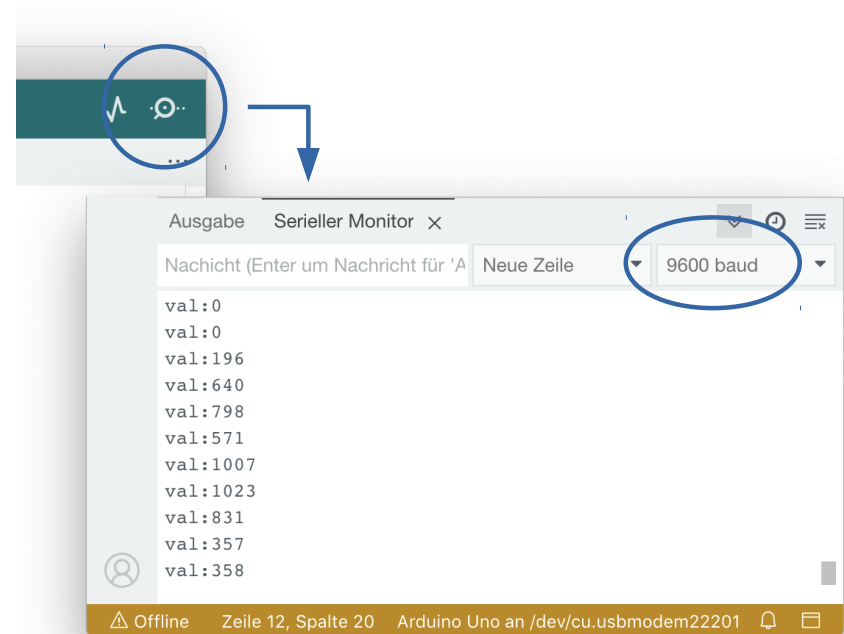 Ausgabe Serieller Monitor
Nachicht (Enter um Nachricht für 'A Neue Zeile 9600 baud
val:0
val:0
val:196
val:640
val:798
val:571
val:1007
val:1023
val:831
val:357
val:358
Offline Zeile 12, Spalte 20 Arduino Uno an /dev/cu.usbmodem22201